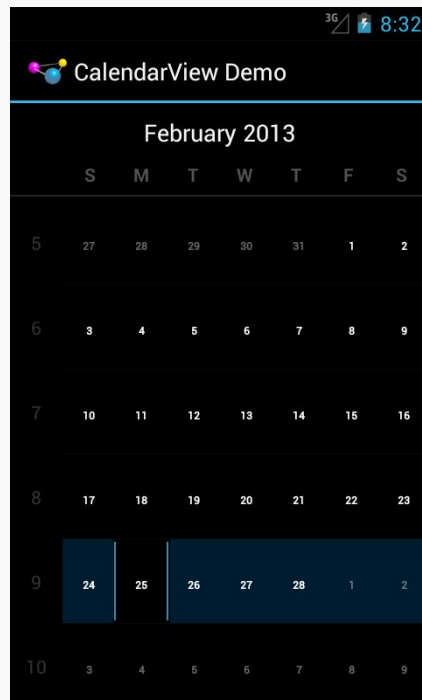 3G 8:32
CalendarView Demo
February 2013
S M T W T F S
5 27 28 29 30 31 1 2
6 3 4 5 6 7 8 9
7 10 11 12 13 14 15 16
8 17 18 19 20 21 22 23
9 24 25 26 27 28 1 2
10 3 4 5 6 7 8 9